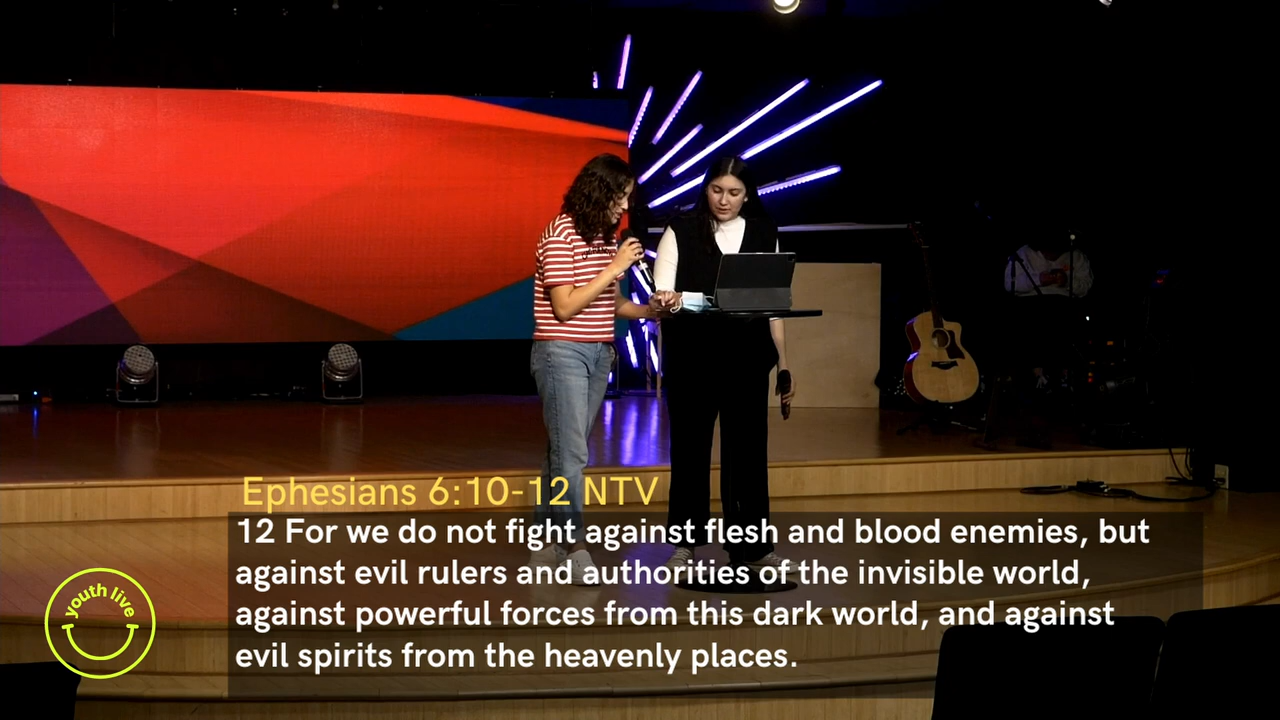 Ephesians 6:10-12 NTV
12 For we do not fight against flesh and blood enemies, but
against evil rulers and authorities of the invisible world,
against powerful forces from this dark world, and against
evil spirits from the heavenly places.
youth live